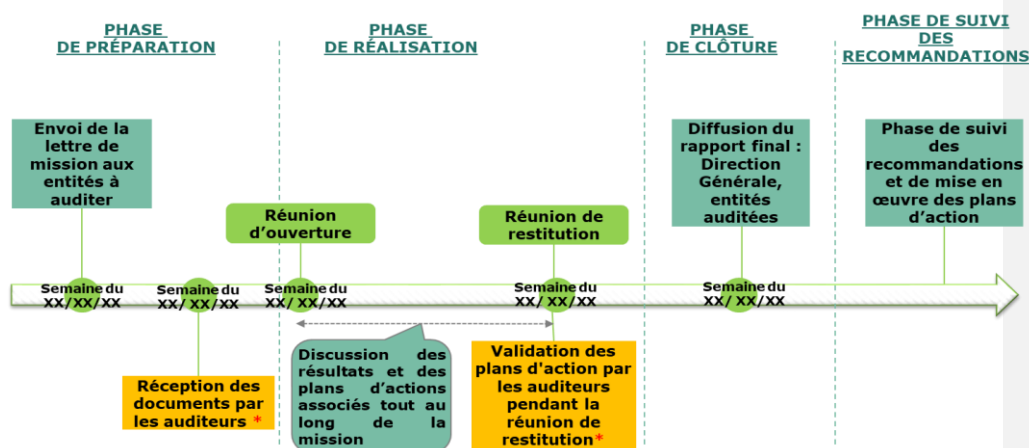 PHASE
DE PRÉPARATION
PHASE
DE RÉALISATION
PHASE
DE CLÔTURE
PHASE DE SUIVI
DES
RECOMMANDATIONS
Envoi de la
lettre de
mission aux
entités à
auditer
Réunion
d’ouverture
Réunion de
restitution
Diffusion du
rapport final :
Direction
Générale,
entités
auditées
Phase de suivi
des
recommandations
et de mise en
œuvre des plans
d’action
Semaine du
XX/XX/XX
Semaine du
XX/ XX/XX
Semaine du
XX/ XX/XX
Semaine du
XX/ XX/XX
Semaine du
XX/ XX/XX
Réception des
documents par
les auditeurs *
Discussion des
résultats et des
plans d’actions
associés tout au
long de la
mission
Validation des
plans d'action par
les auditeurs
pendant la
réunion de
restitution*